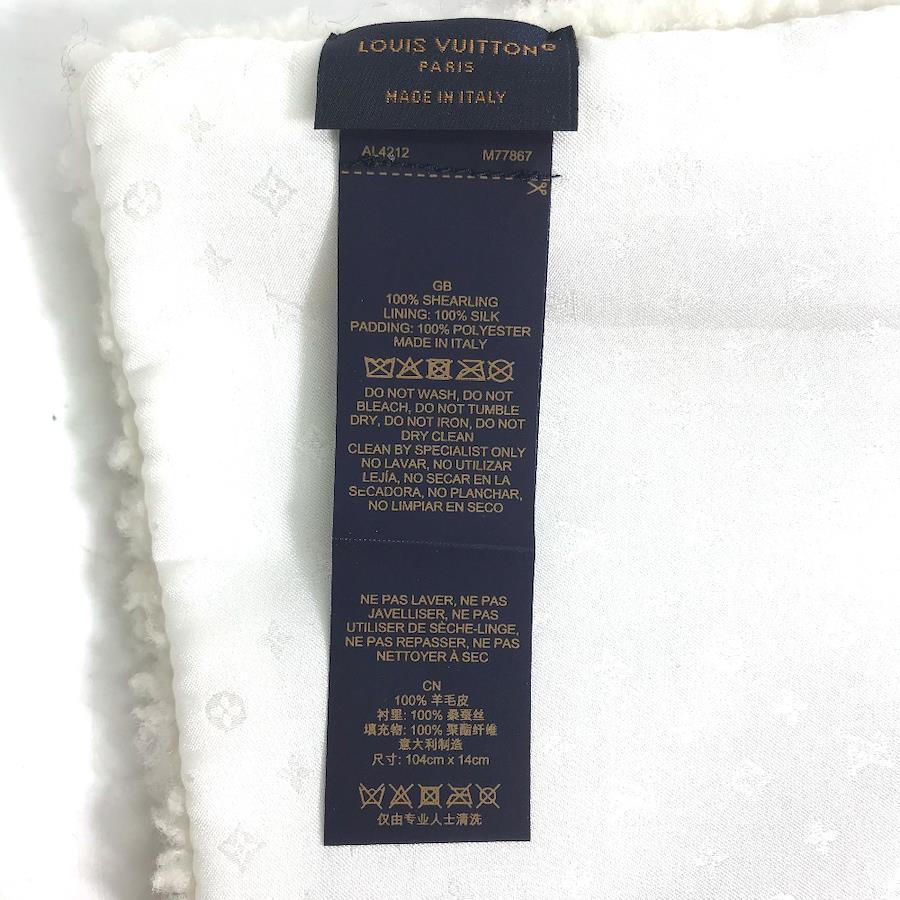 LOUIS VUITTON®
PARIS
MADE IN ITALY
AL4212 M77867
GB
100% SHEARLING
LINING: 100% SILK
PADDING: 100% POLYESTER
MADE IN ITALY
DO NOT WASH, DO NOT
BLEACH, DO NOT TUMBLE
DRY, DO NOT IRON, DO NOT
DRY CLEAN
CLEAN BY SPECIALIST ONLY
NO LAVAR, NO UTILIZAR
LEJÍA, NO SECAR EN LA
SECADORA, NO PLANCHAR,
NO LIMPIAR EN SECO
NE PAS LAVER, NE PAS
JAVELLISER, NE PAS
UTILISER DE SÈCHE-LINGE,
NE PAS REPASSER, NE PAS
NETTOYER À SEC
CN
100% 羊毛皮
衬里: 100% 桑蚕丝
填充物: 100% 聚酯纤维
意大利制造
尺寸: 104cm x 14cm
仅由专业人士清洗